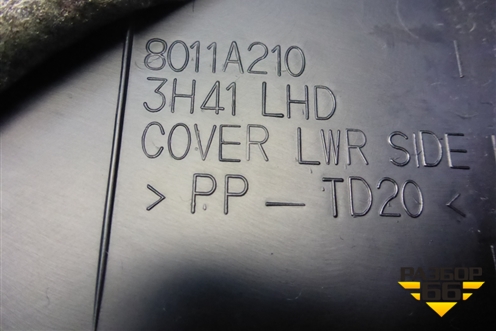 8011A210
3H41 LHD
COVER LWR SIDE
> PP – TD20 <
РАЗБОР
66